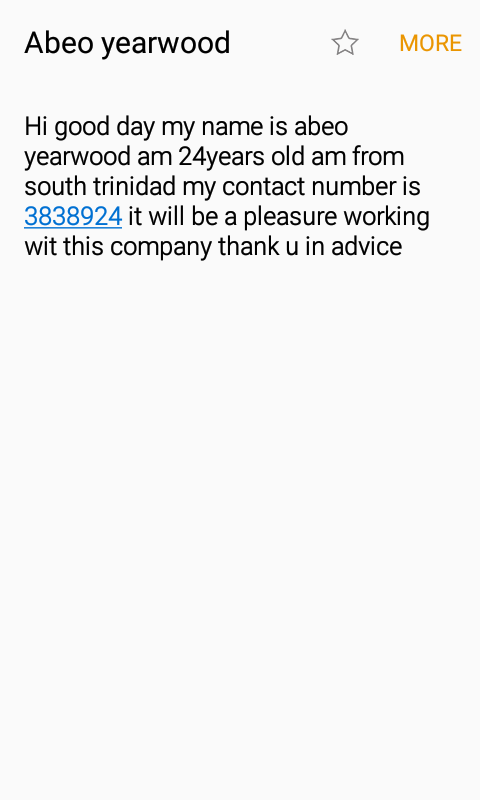 Abeo yearwood
MORE
Hi good day my name is abeo
yearwood am 24years old am from
south trinidad my contact number is
3838924 it will be a pleasure working
wit this company thank u in advice